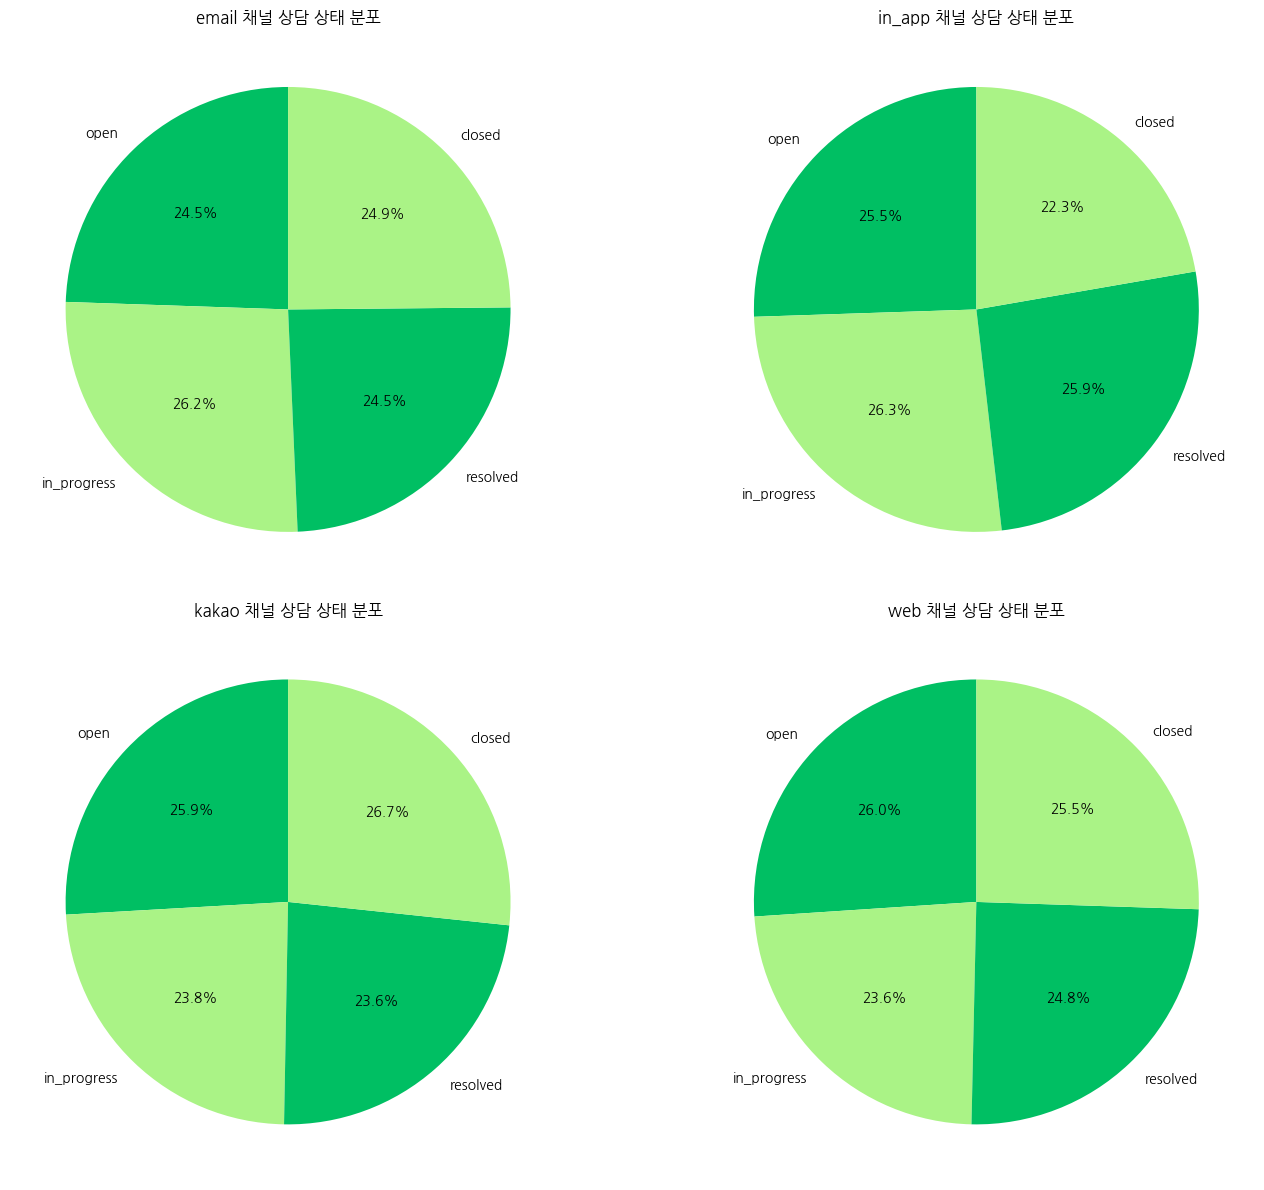 email 채널 상담 상태 분포
open
closed
24.5%
24.9%
26.2%
24.5%
in_progress
resolved
in_app 채널 상담 상태 분포
open
closed
25.5%
22.3%
26.3%
25.9%
in_progress
resolved
kakao 채널 상담 상태 분포
open
closed
25.9%
26.7%
23.8%
23.6%
in_progress
resolved
web 채널 상담 상태 분포
open
closed
26.0%
25.5%
23.6%
24.8%
in_progress
resolved